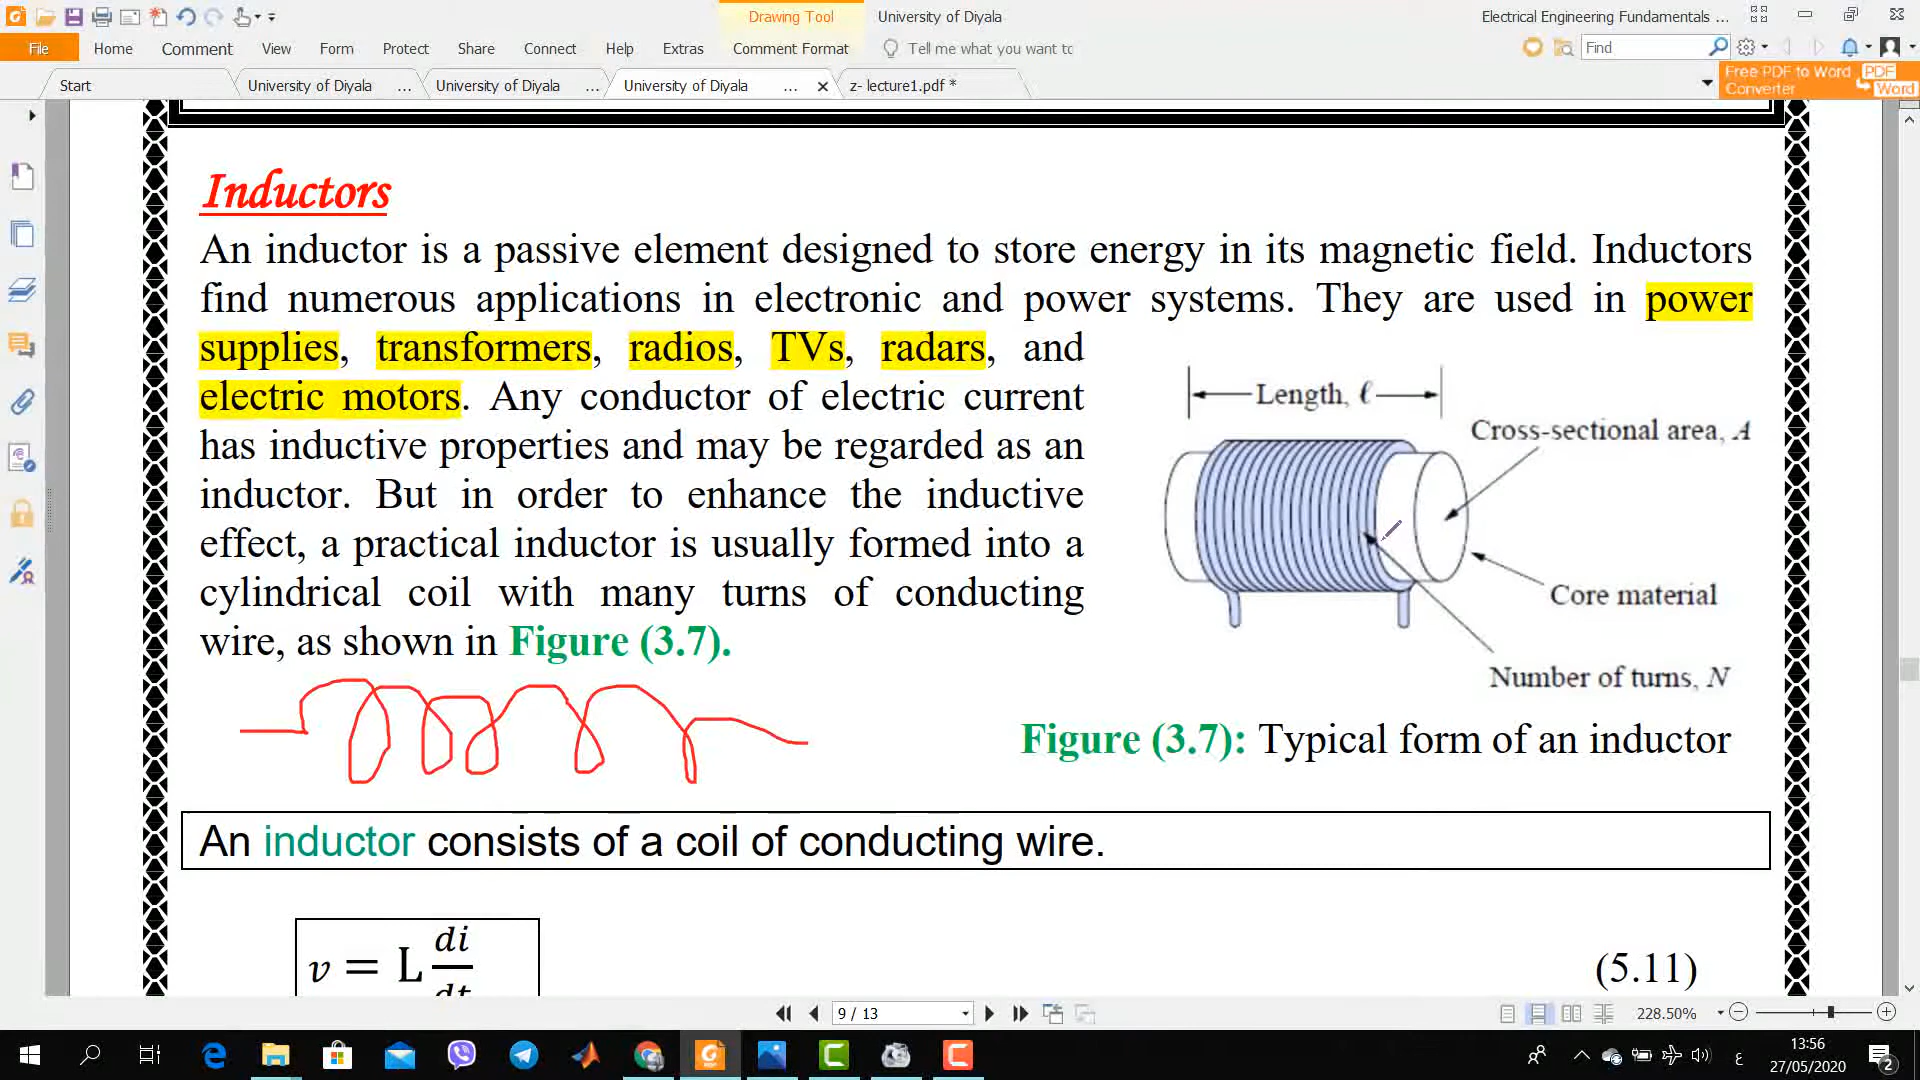 Drawing Tool
University of Diyala
Electrical Engineering Fundamentals ...
File
Home
Comment
View
Form
Protect
Share
Connect
Help
Extras
Comment Format
Tell me what you want tc
Find
Start
University of Diyala ...
University of Diyala ...
University of Diyala ...
z- lecture1.pdf *
Free PDF to Word
Converter
PDF
Word
Inductors
An inductor is a passive element designed to store energy in its magnetic field. Inductors
find numerous applications in electronic and power systems. They are used in power
supplies, transformers, radios, TVs, radars, and
electric motors. Any conductor of electric current
has inductive properties and may be regarded as an
inductor. But in order to enhance the inductive
effect, a practical inductor is usually formed into a
cylindrical coil with many turns of conducting
wire, as shown in Figure (3.7).
Length, ℓ
Cross-sectional area, A
Core material
Number of turns, N
Figure (3.7): Typical form of an inductor
An inductor consists of a coil of conducting wire.
v = L di/dt
(5.11)
9 / 13
228.50%
13:56
27/05/2020
ع
2